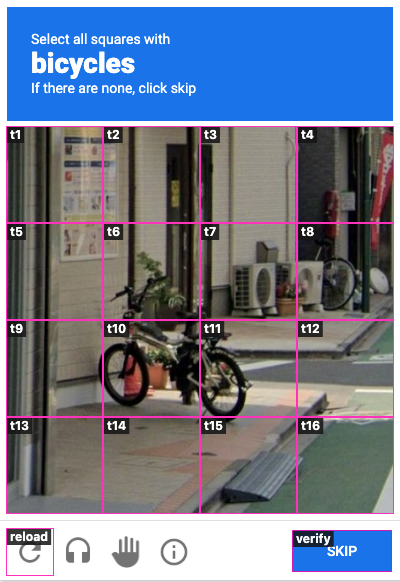 Select all squares with
bicycles
If there are none, click skip
t1
t2
t3
t4
t5
t6
t7
t8
t9
t10
t11
t12
t13
t14
t15
t16
reload
verify
SKIP